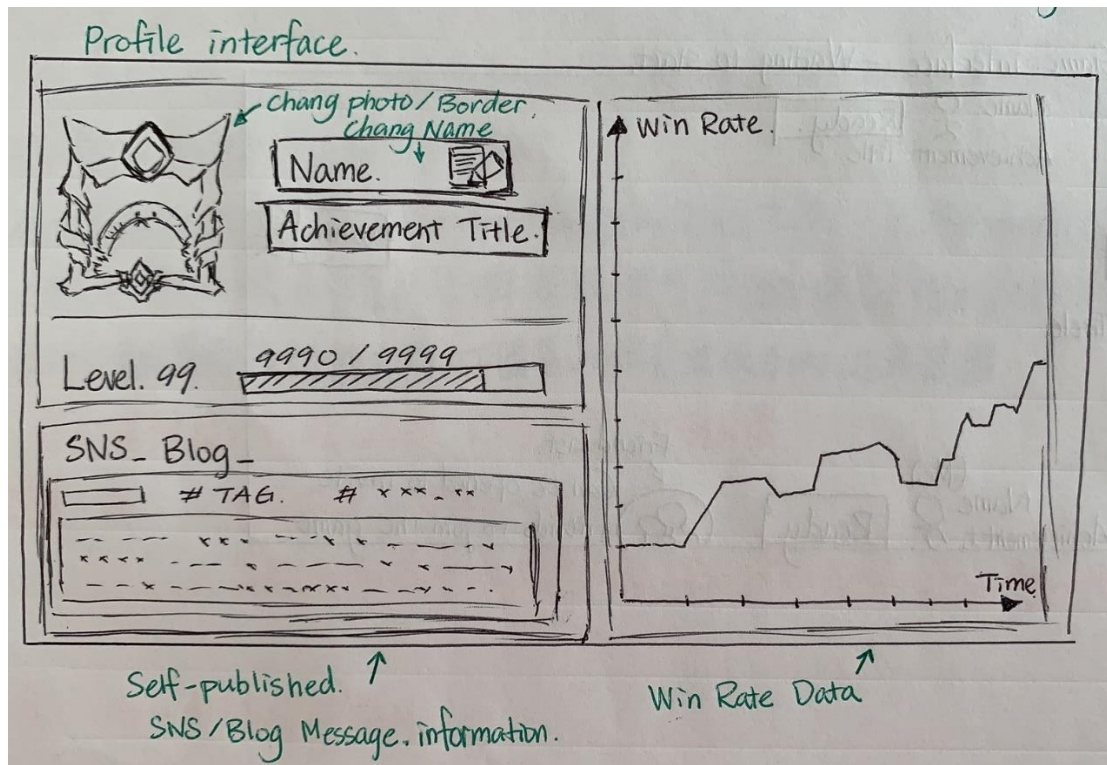 Profile interface.
Chang photo/Border.
Chang Name
Name.
Achievement Title.
Level. 99.
9990 / 9999
SNS_ Blog_
# TAG. # xxx_xx
Win Rate.
Time
Self-published.
SNS/Blog Message. information.
Win Rate Data